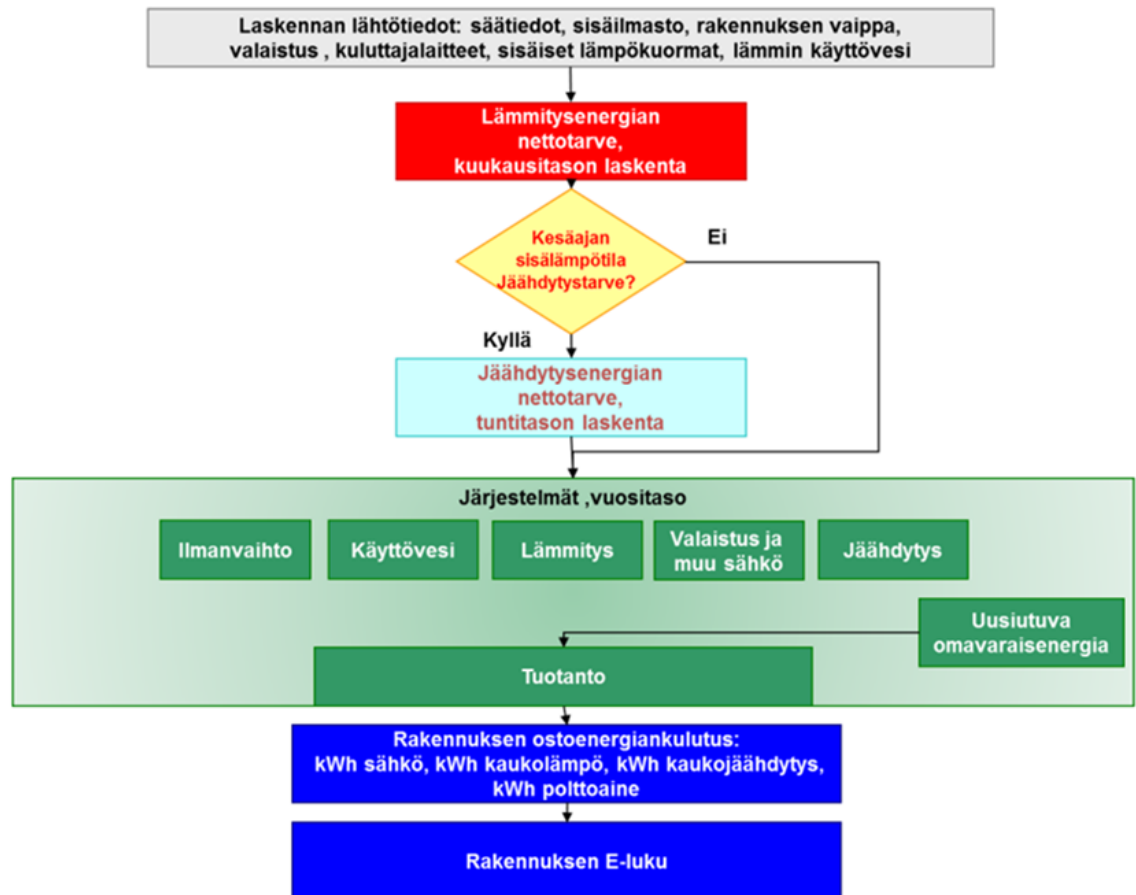 Laskennan lähtötiedot: säätiedot, sisäilmasto, rakennuksen vaippa,
valaistus , kuluttajalaitteet, sisäiset lämpökuormat, lämmin käyttövesi
Lämmitysenergian
nettotarve,
kuukausitason laskenta
Kesäajan
sisälämpötila
Jäähdytystarve?
Ei
Kyllä
Jäähdytysenergian
nettotarve,
tuntitason laskenta
Järjestelmät ,vuositaso
Ilmanvaihto
Käyttövesi
Lämmitys
Valaistus ja
muu sähkö
Jäähdytys
Uusiutuva
omavaraisenergia
Tuotanto
Rakennuksen ostoenergiankulutus:
kWh sähkö, kWh kaukolämpö, kWh kaukojäähdytys,
kWh polttoaine
Rakennuksen E-luku